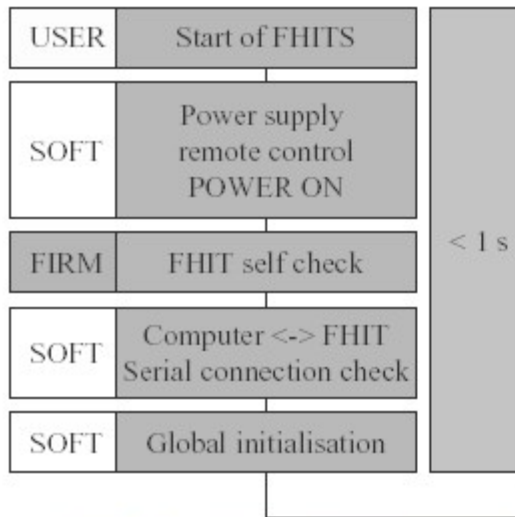 USER Start of FHITS
Power supply
SOFT remote control
POWER ON
FIRM FHIT self check
Computer <-> FHIT
SOFT
Serial connection check
SOFT Global initialisation
< 1 s